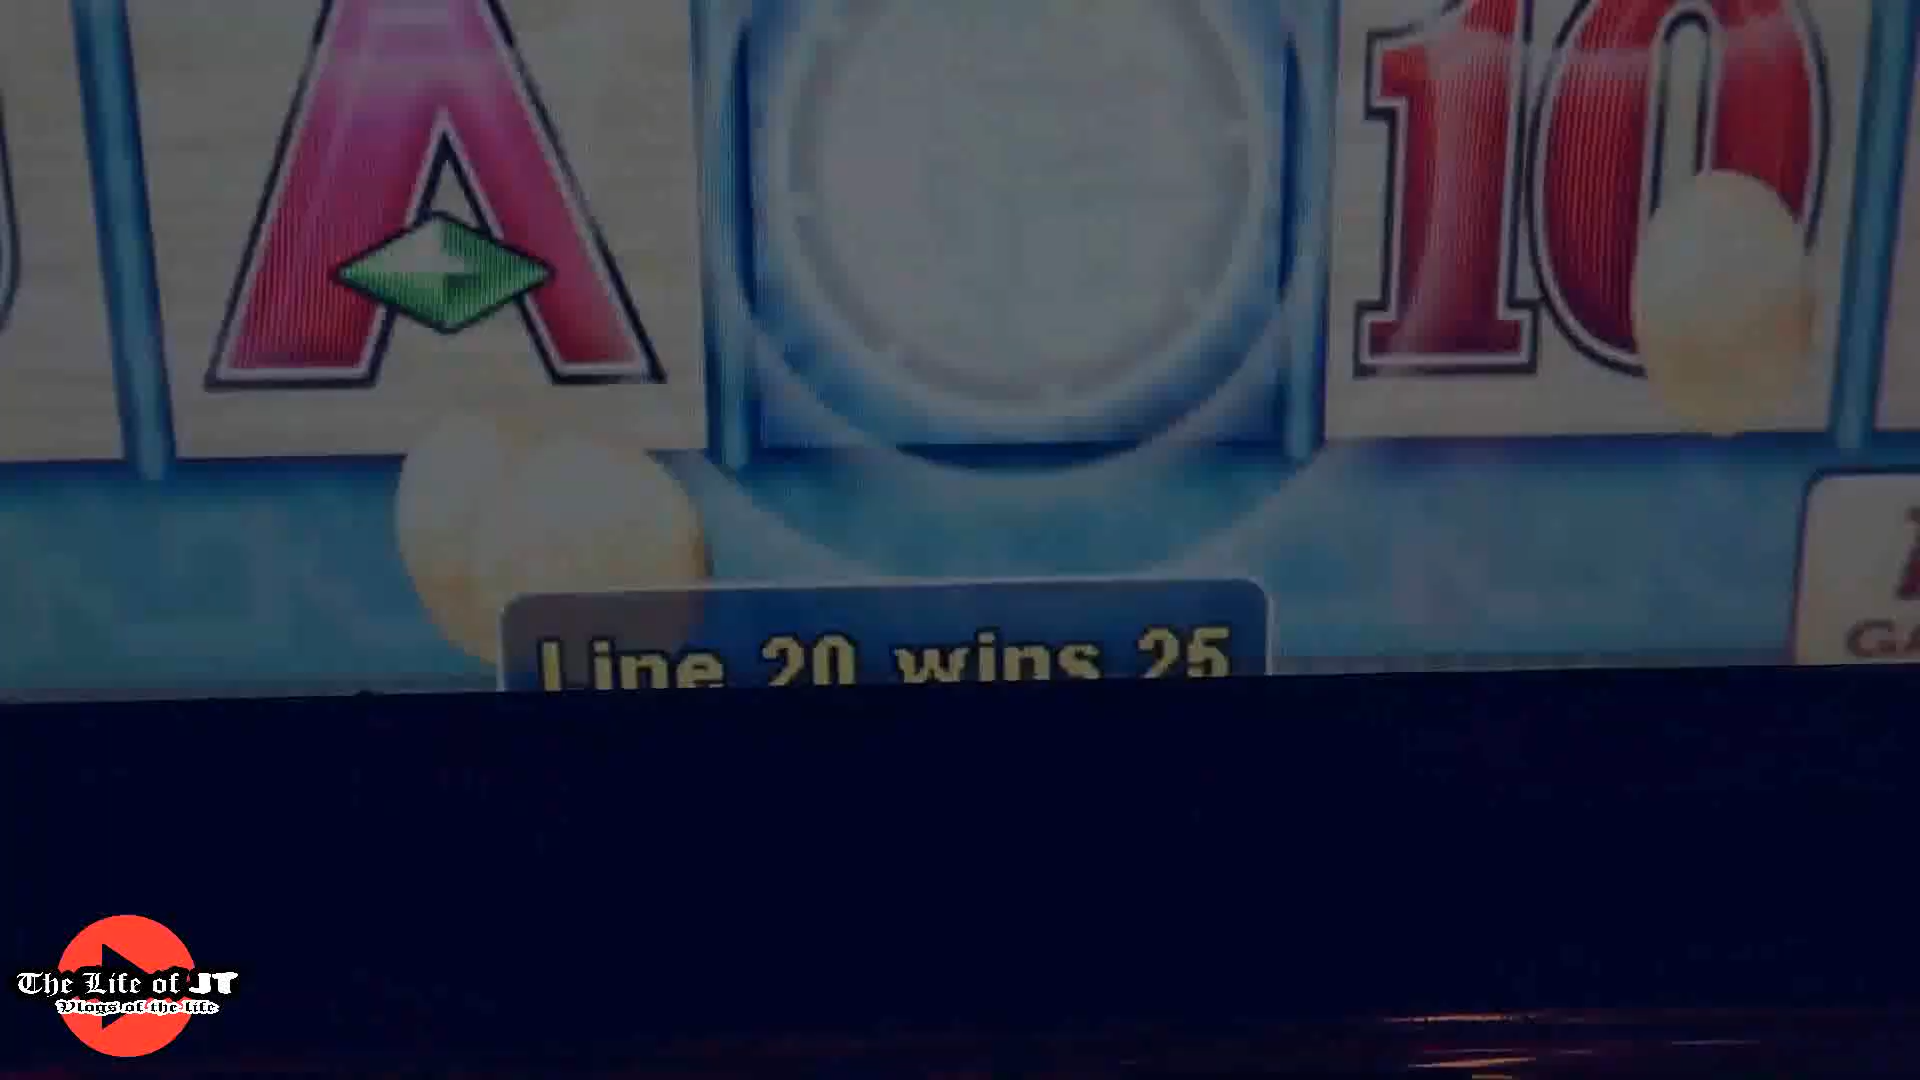 A
10
Line 20 wins 25
The Life of JT
Vlogs of the life